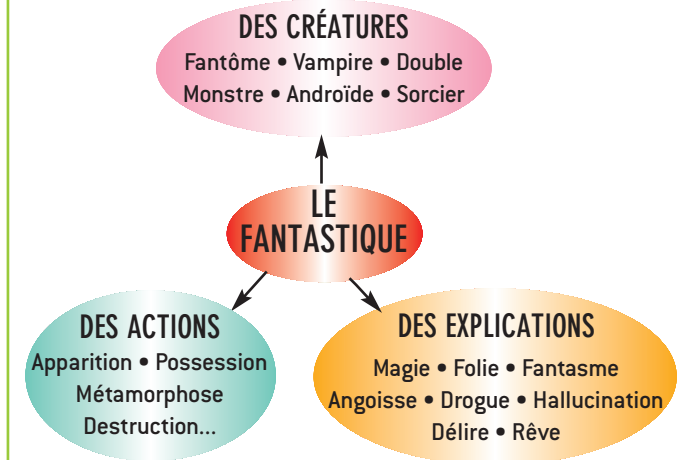 DES CRÉATURES
Fantôme • Vampire • Double
Monstre • Androïde • Sorcier
LE
FANTASTIQUE
DES ACTIONS
Apparition • Possession
Métamorphose
Destruction...
DES EXPLICATIONS
Magie • Folie • Fantasme
Angoisse • Drogue • Hallucination
Délire • Rêve